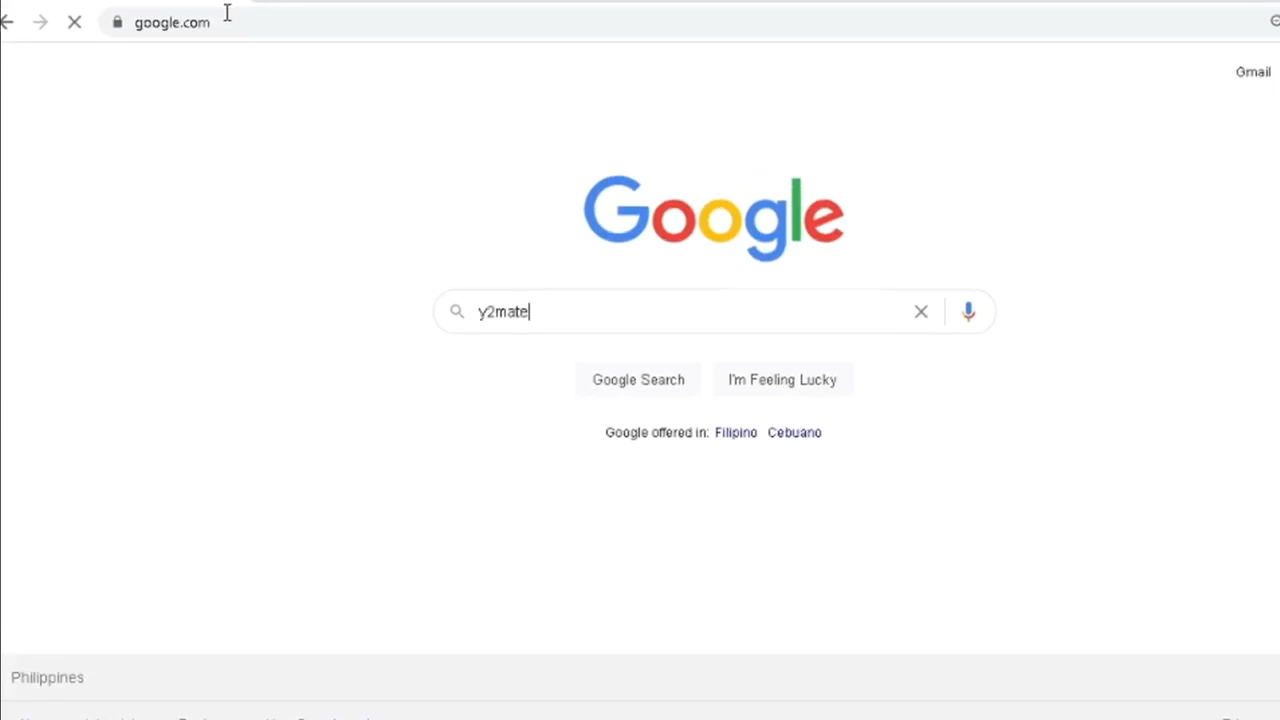 google.com
Gmail
Google
y2mate
Google Search I'm Feeling Lucky
Google offered in: Filipino Cebuano
Philippines